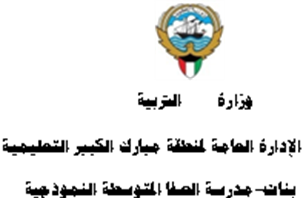 وزارة التربية
الإدارة العامة لمنطقة مبارك الكبير التعليمية
بنات-مدرسة الصفا المتوسطة النموذجية